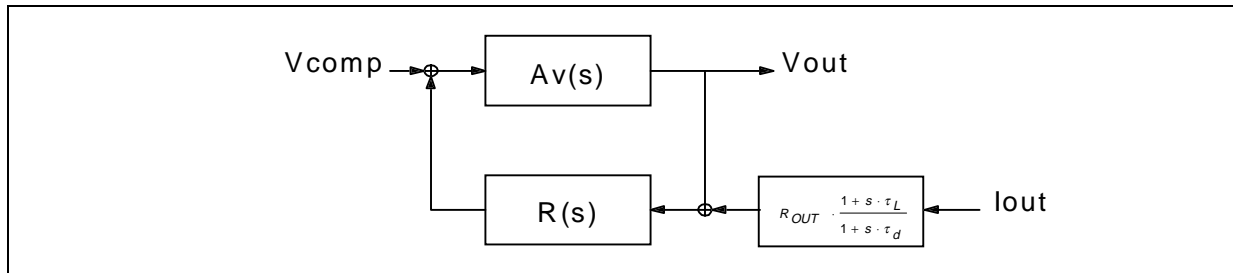 Vcomp
Av(s)
Vout
R(s)
R_OUT · (1 + s · τ_L) / (1 + s · τ_d)
Iout